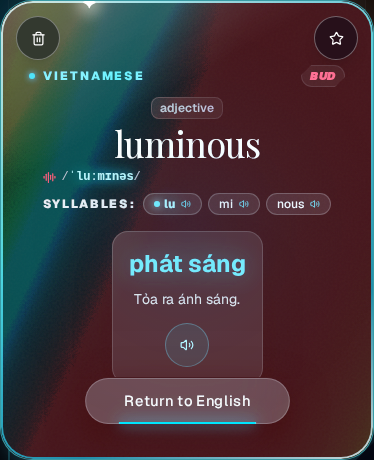 VIETNAMESE
BUD
adjective
luminous
/ˈluːmɪnəs/
SYLLABLES: lu mi nous
phát sáng
Tỏa ra ánh sáng.
Return to English